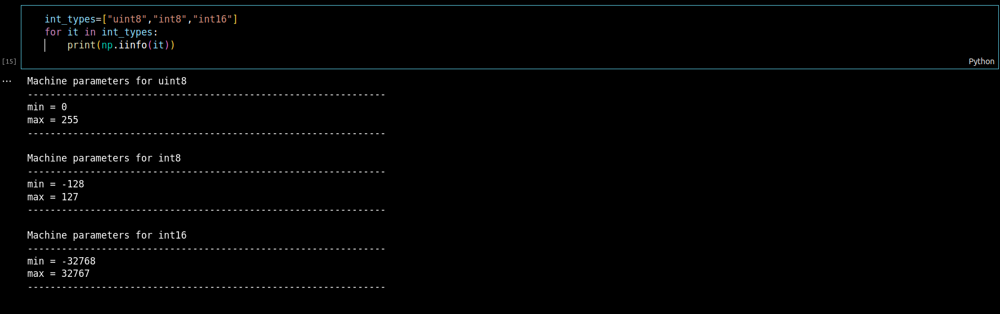 int_types=["uint8","int8","int16"]
for it in int_types:
    print(np.iinfo(it))
[15]
Python
...
Machine parameters for uint8
---------------------------------------------------------------
min = 0
max = 255
---------------------------------------------------------------

Machine parameters for int8
---------------------------------------------------------------
min = -128
max = 127
---------------------------------------------------------------

Machine parameters for int16
---------------------------------------------------------------
min = -32768
max = 32767
---------------------------------------------------------------